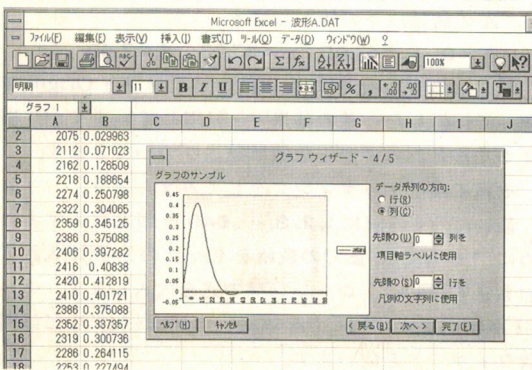 Microsoft Excel - 波形A.DAT
ファイル(F) 編集(E) 表示(V) 挿入(I) 書式(T) ツール(O) データ(D) ウィンドウ(W) ?
100%
明朝 11 B I U % ,
グラフ 1
A B C D E F G H I J
2 2075 0.029963
3 2112 0.071023
4 2162 0.126509
5 2218 0.188654
6 2274 0.250798
7 2322 0.304065
8 2359 0.345125
9 2386 0.375088
10 2406 0.397282
11 2416 0.40838
12 2420 0.412819
13 2410 0.401721
14 2386 0.375088
15 2352 0.337357
16 2319 0.300736
17 2286 0.264115
18 2253 0.227494
グラフ ウィザード - 4/5
グラフのサンプル
0.45
0.4
0.35
0.3
0.25
0.2
0.15
0.1
0.05
0
-0.05
データ系列の方向:
行(R)
列(C)
先頭の(U) 0 列を
項目軸ラベルに使用
先頭の(S) 0 行を
凡例の文字列に使用
ヘルプ(H) キャンセル < 戻る(B) 次へ > 完了(F)